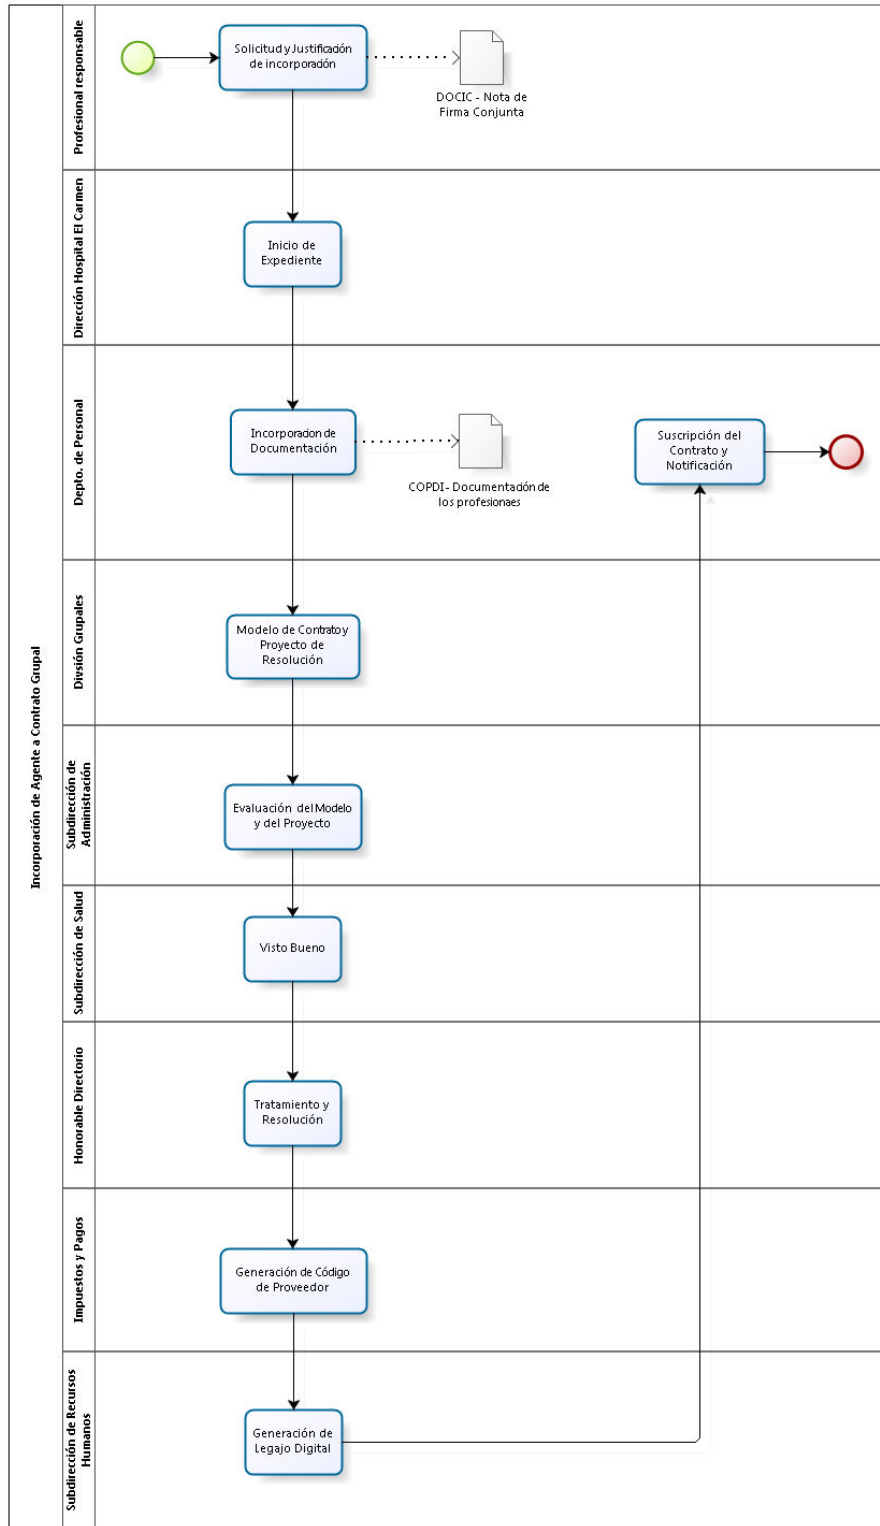 Incorporación de Agente a Contrato Grupal
Profesional responsable
Solicitud y Justificación
de incorporación
DOCIC - Nota de
Firma Conjunta
Dirección Hospital El Carmen
Inicio de
Expediente
Depto. de Personal
Incorporacion de
Documentación
COPDI- Documentación de
los profesionaes
Suscripción del
Contrato y
Notificación
Divsión Grupales
Modelo de Contrato y
Proyecto de
Resolución
Subdirección de
Administración
Evaluación del Modelo
y del Proyecto
Subdirección de Salud
Visto Bueno
Honorable Directorio
Tratamiento y
Resolución
Impuestos y Pagos
Generación de Código
de Proveedor
Subdirección de Recursos
Humanos
Generación de
Legajo Digital